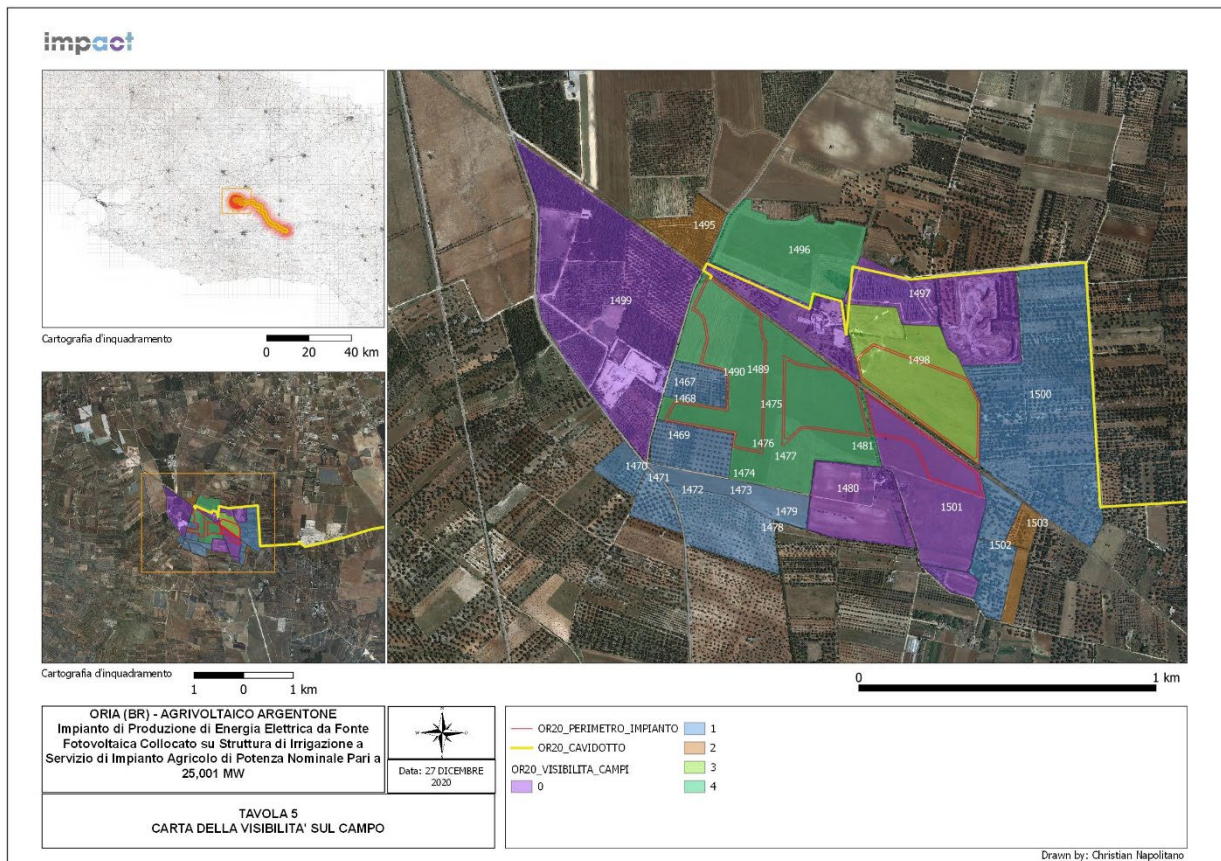 impact
Cartografia d'inquadramento
0 20 40 km
Cartografia d'inquadramento
1 0 1 km
1495
1496
1499
1497
1498
1490
1489
1467
1468
1475
1500
1469
1476
1477
1481
1470
1471
1474
1472
1473
1480
1479
1478
1501
1503
1502
0 1 km
ORIA (BR) - AGRIVOLTAICO ARGENTONE
Impianto di Produzione di Energia Elettrica da Fonte
Fotovoltaica Collocato su Struttura di Irrigazione a
Servizio di Impianto Agricolo di Potenza Nominale Pari a
25,001 MW
Data: 27 DICEMBRE
2020
TAVOLA 5
CARTA DELLA VISIBILITA' SUL CAMPO
OR20_PERIMETRO_IMPIANTO
OR20_CAVIDOTTO
OR20_VISIBILITA_CAMPI
0
1
2
3
4
Drawn by: Christian Napolitano